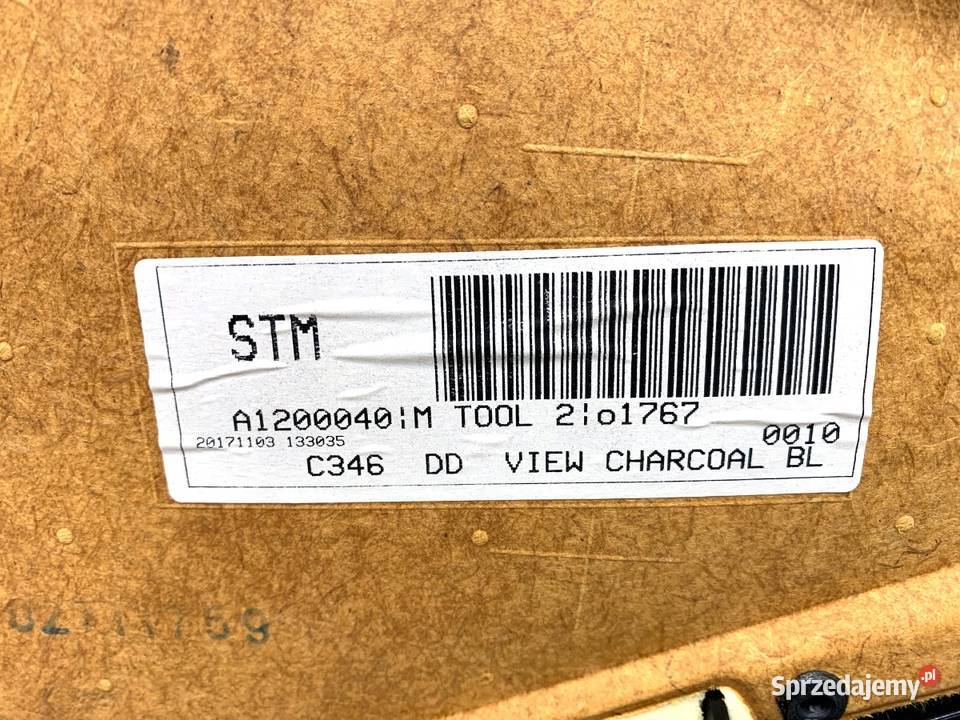 STM
A1200040¦M TOOL 2¦o1767
20171103 133035
0010
C346 DD VIEW CHARCOAL BL
Sprzedajemy.pl